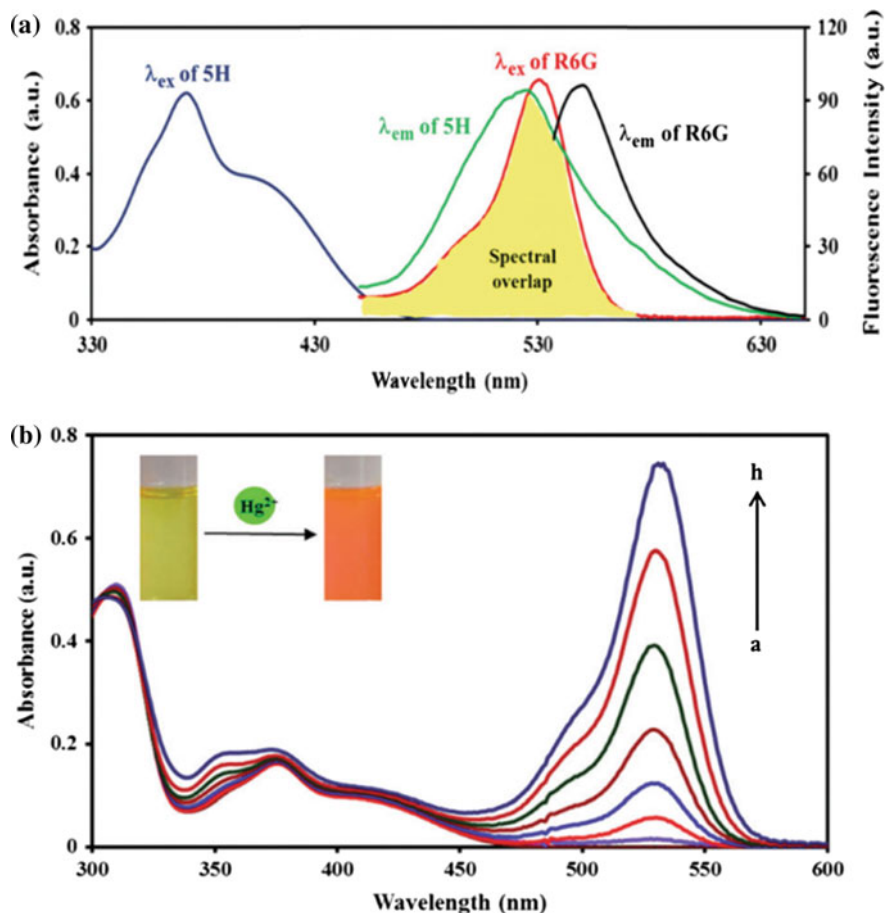 (a)
0.8
0.6
0.4
0.2
0
Absorbance (a.u.)
120
90
60
30
0
Fluorescence Intensity (a.u.)
λex of 5H
λex of R6G
λem of 5H
λem of R6G
Spectral
overlap
330
430
530
630
Wavelength (nm)
(b)
0.8
0.6
0.4
0.2
0
Absorbance (a.u.)
Hg2+
h
a
300
350
400
450
500
550
600
Wavelength (nm)